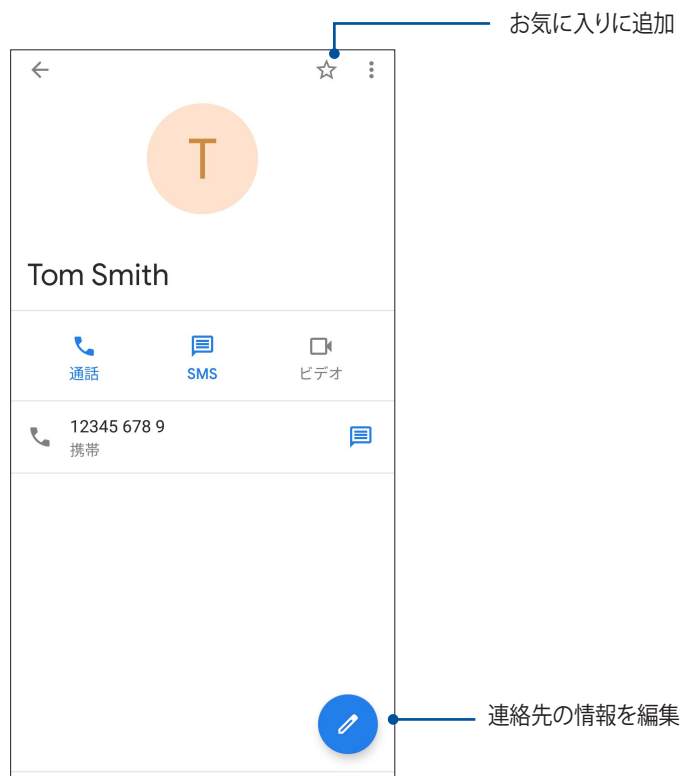 お気に入りに追加
T
Tom Smith
通話 SMS ビデオ
12345 678 9
携帯
連絡先の情報を編集